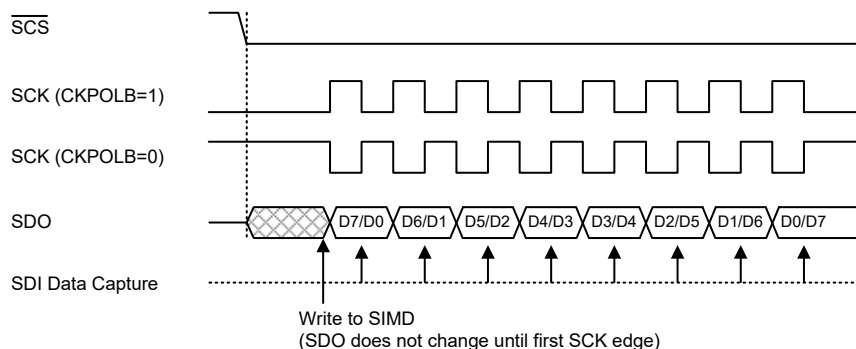 SCS
SCK (CKPOLB=1)
SCK (CKPOLB=0)
SDO
D7/D0 D6/D1 D5/D2 D4/D3 D3/D4 D2/D5 D1/D6 D0/D7
SDI Data Capture
Write to SIMD
(SDO does not change until first SCK edge)